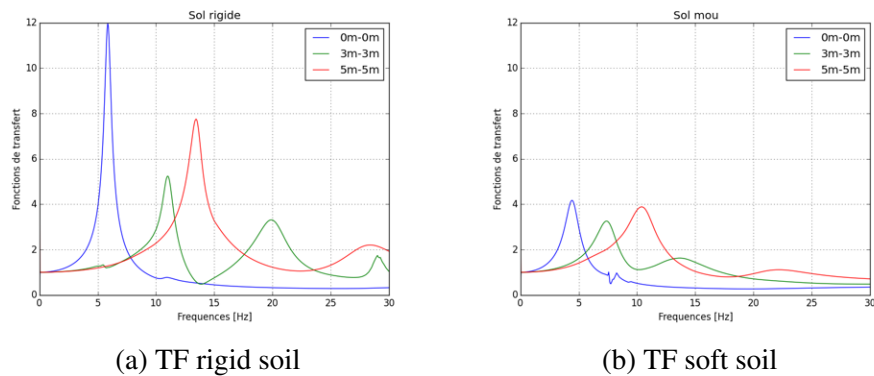 Sol rigide
12
10
8
6
4
2
0
0m-0m
3m-3m
5m-5m
Fonctions de transfert
0 5 10 15 20 25 30
Frequences [Hz]
(a) TF rigid soil
Sol mou
12
10
8
6
4
2
0
0m-0m
3m-3m
5m-5m
Fonctions de transfert
0 5 10 15 20 25 30
Frequences [Hz]
(b) TF soft soil